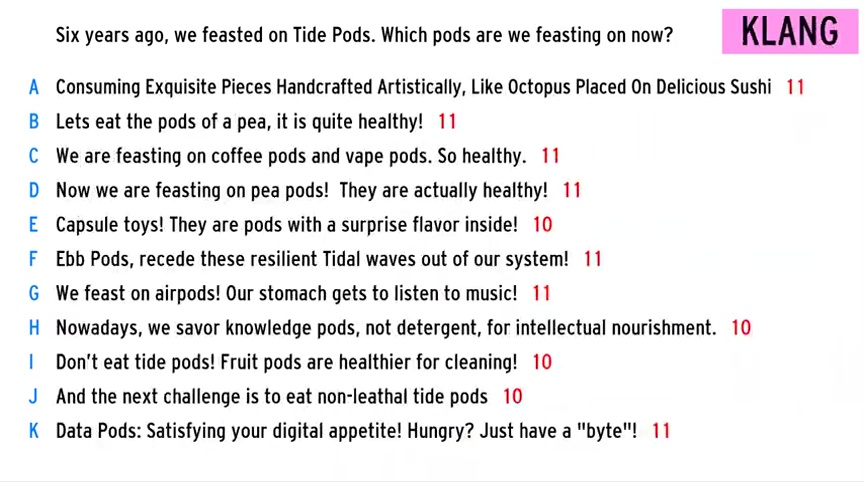 Six years ago, we feasted on Tide Pods. Which pods are we feasting on now?
KLANG
A Consuming Exquisite Pieces Handcrafted Artistically, Like Octopus Placed On Delicious Sushi 11
B Lets eat the pods of a pea, it is quite healthy! 11
C We are feasting on coffee pods and vape pods. So healthy. 11
D Now we are feasting on pea pods! They are actually healthy! 11
E Capsule toys! They are pods with a surprise flavor inside! 10
F Ebb Pods, recede these resilient Tidal waves out of our system! 11
G We feast on airpods! Our stomach gets to listen to music! 11
H Nowadays, we savor knowledge pods, not detergent, for intellectual nourishment. 10
I Don't eat tide pods! Fruit pods are healthier for cleaning! 10
J And the next challenge is to eat non-leathal tide pods 10
K Data Pods: Satisfying your digital appetite! Hungry? Just have a "byte"! 11